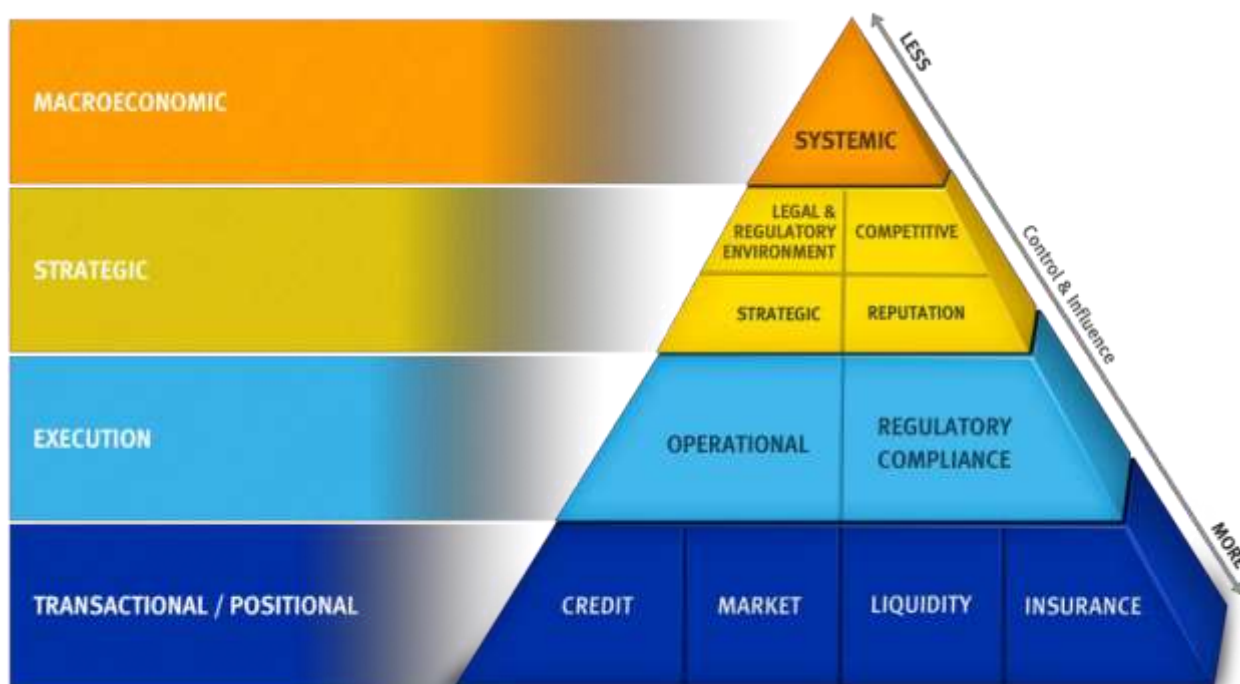 MACROECONOMIC
SYSTEMIC
LESS
STRATEGIC
LEGAL &
REGULATORY
ENVIRONMENT
COMPETITIVE
STRATEGIC
REPUTATION
Control & Influence
EXECUTION
OPERATIONAL
REGULATORY
COMPLIANCE
MORE
TRANSACTIONAL / POSITIONAL
CREDIT
MARKET
LIQUIDITY
INSURANCE